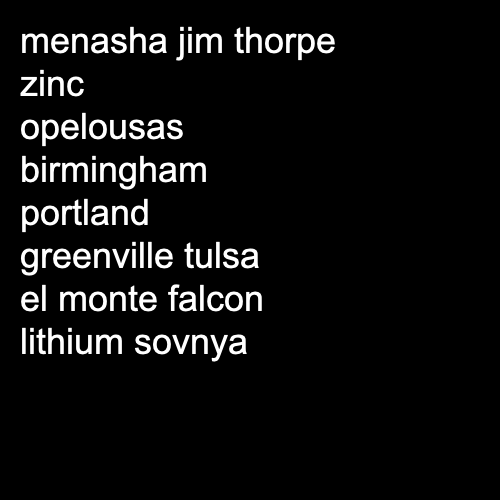 menasha jim thorpe
zinc
opelousas
birmingham
portland
greenville tulsa
el monte falcon
lithium sovnya